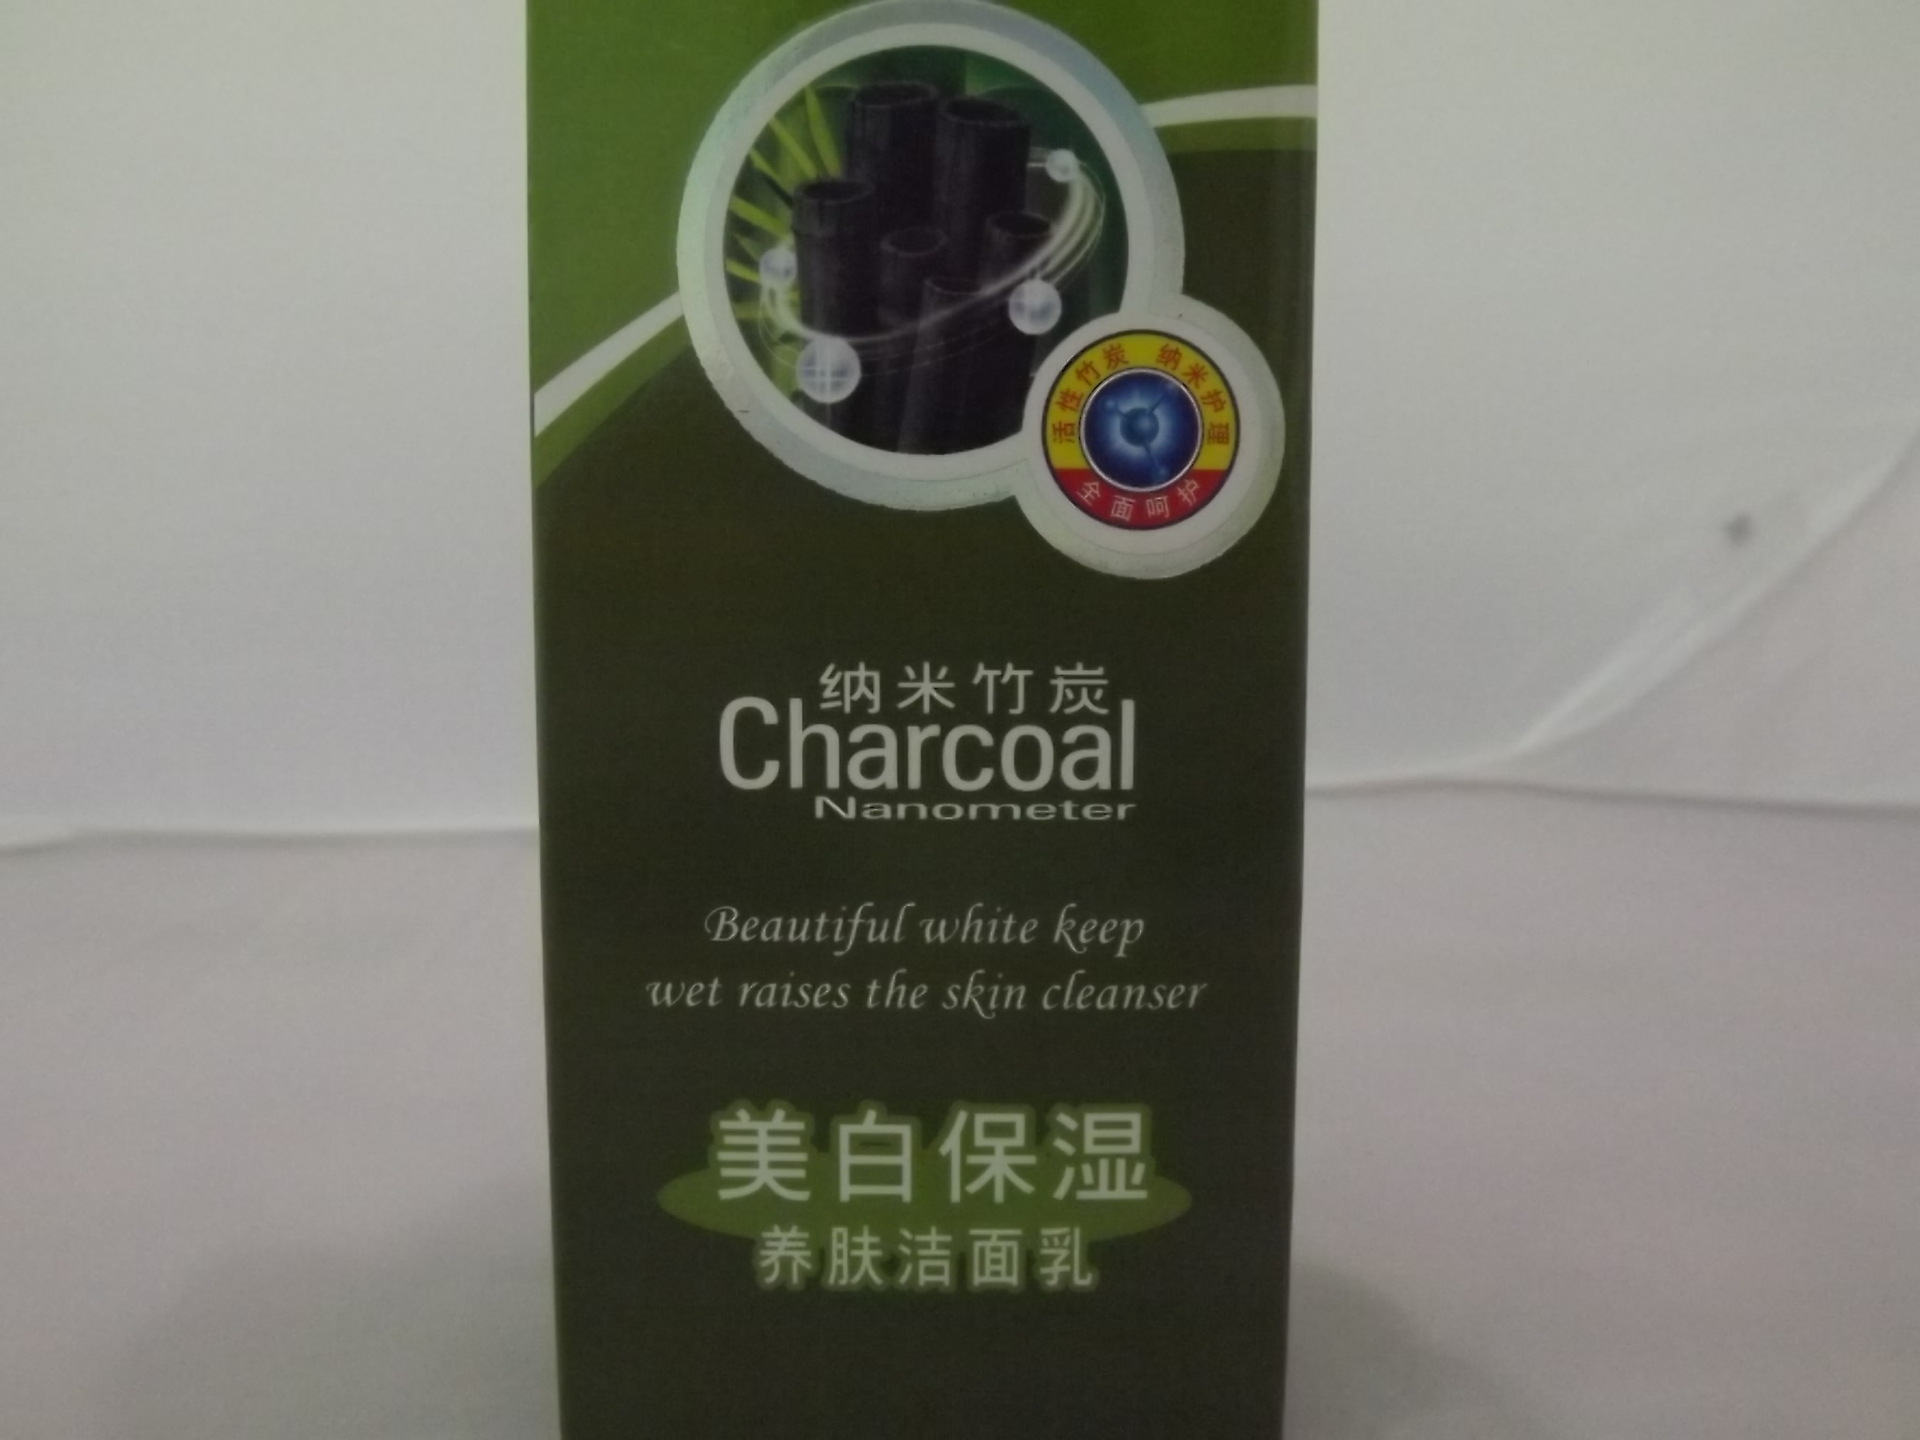 活性竹炭 纳米护理
全面呵护
纳米竹炭
Charcoal
Nanometer
Beautiful white keep
wet raises the skin cleanser
美白保湿
养肤洁面乳